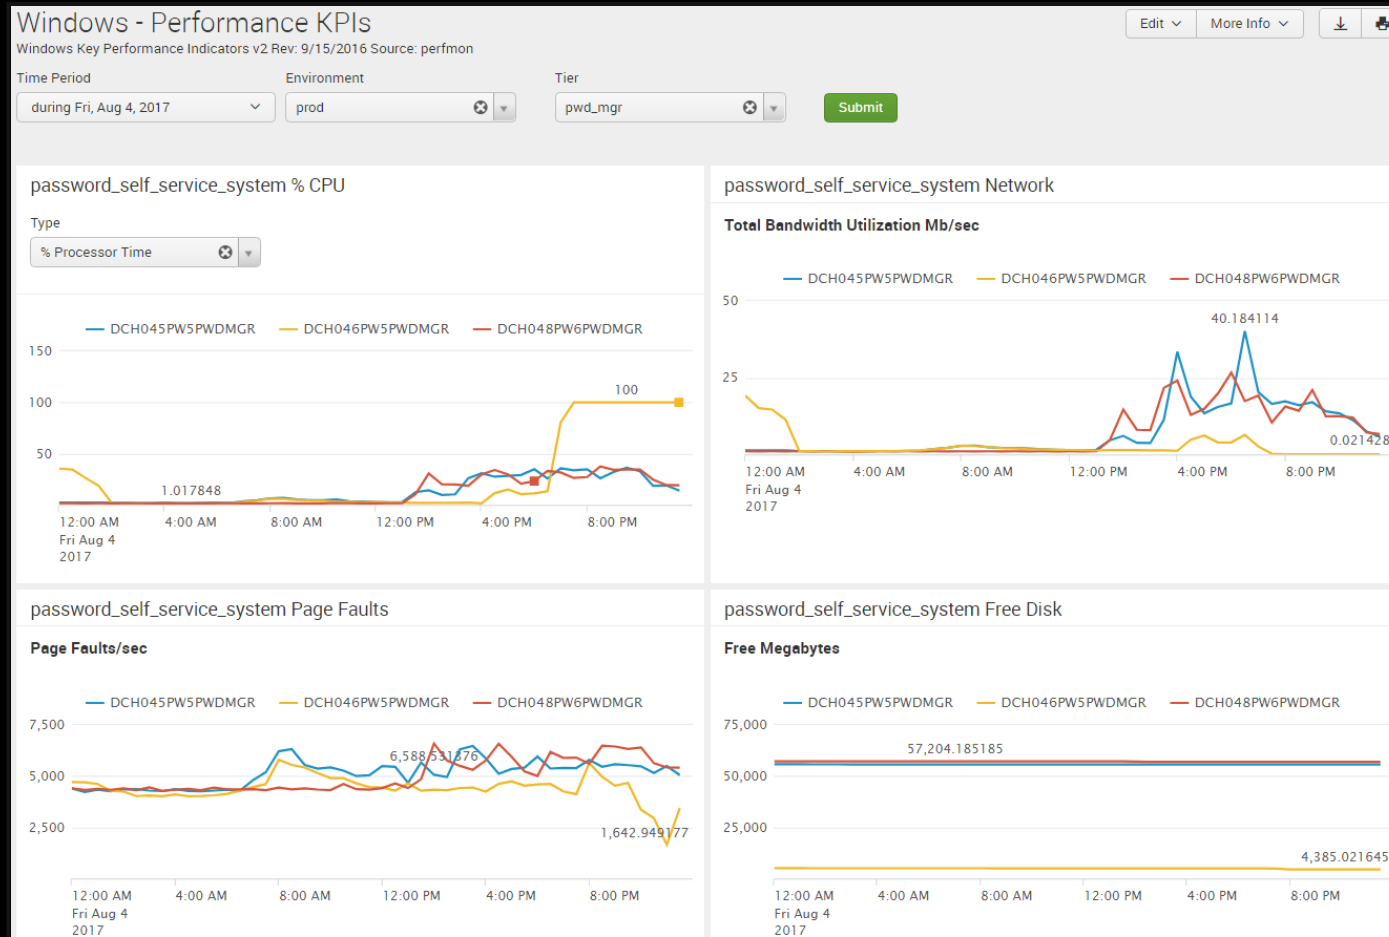 Windows - Performance KPIs
Edit
More Info
Windows Key Performance Indicators v2 Rev: 9/15/2016 Source: perfmon
Time Period
Environment
Tier
during Fri, Aug 4, 2017
prod
pwd_mgr
Submit
password_self_service_system % CPU
Type
% Processor Time
DCH045PW5PWDMGR
DCH046PW5PWDMGR
DCH048PW6PWDMGR
150
100
50
100
1.017848
12:00 AM
Fri Aug 4
2017
4:00 AM
8:00 AM
12:00 PM
4:00 PM
8:00 PM
password_self_service_system Network
Total Bandwidth Utilization Mb/sec
DCH045PW5PWDMGR
DCH046PW5PWDMGR
DCH048PW6PWDMGR
50
25
40.184114
0.021428
12:00 AM
Fri Aug 4
2017
4:00 AM
8:00 AM
12:00 PM
4:00 PM
8:00 PM
password_self_service_system Page Faults
Page Faults/sec
DCH045PW5PWDMGR
DCH046PW5PWDMGR
DCH048PW6PWDMGR
7,500
5,000
2,500
6,588.531376
1,642.949177
12:00 AM
Fri Aug 4
2017
4:00 AM
8:00 AM
12:00 PM
4:00 PM
8:00 PM
password_self_service_system Free Disk
Free Megabytes
DCH045PW5PWDMGR
DCH046PW5PWDMGR
DCH048PW6PWDMGR
75,000
50,000
25,000
57,204.185185
4,385.021645
12:00 AM
Fri Aug 4
2017
4:00 AM
8:00 AM
12:00 PM
4:00 PM
8:00 PM